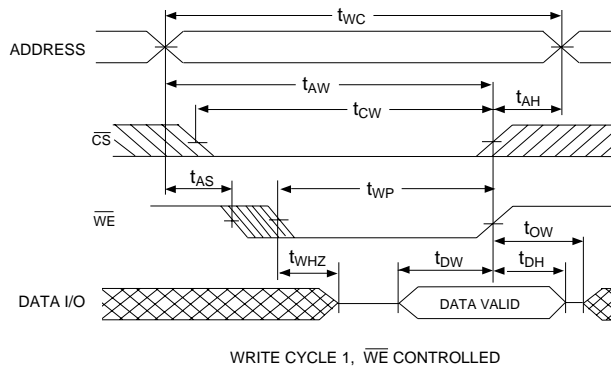 tWC
ADDRESS
tAW
tCW
tAH
CS
tAS
tWP
WE
tOW
tWHZ
tDW
tDH
DATA I/O
DATA VALID
WRITE CYCLE 1, WE CONTROLLED